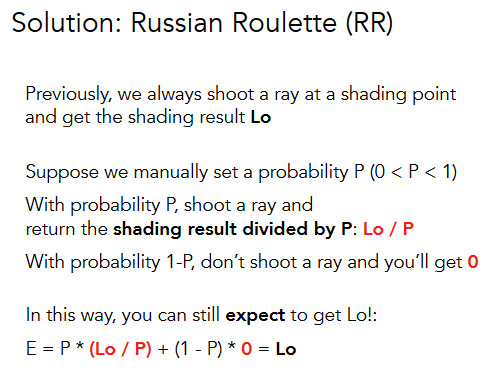 Solution: Russian Roulette (RR)
Previously, we always shoot a ray at a shading point
and get the shading result Lo
Suppose we manually set a probability P (0 < P < 1)
With probability P, shoot a ray and
return the shading result divided by P: Lo / P
With probability 1-P, don't shoot a ray and you'll get 0
In this way, you can still expect to get Lo!:
E = P * (Lo / P) + (1 - P) * 0 = Lo